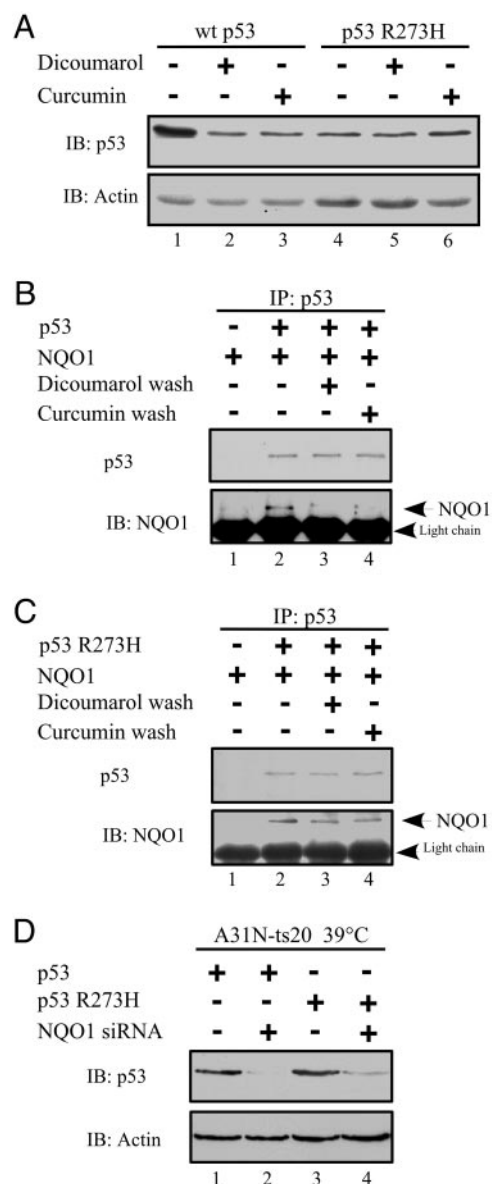 A
wt p53 p53 R273H
Dicoumarol - + - - + -
Curcumin - - + - - +
IB: p53
IB: Actin
1 2 3 4 5 6
B
IP: p53
p53 - + + +
NQO1 + + + +
Dicoumarol wash - - + -
Curcumin wash - - - +
p53
IB: NQO1
NQO1
Light chain
1 2 3 4
C
IP: p53
p53 R273H - + + +
NQO1 + + + +
Dicoumarol wash - - + -
Curcumin wash - - - +
p53
IB: NQO1
NQO1
Light chain
1 2 3 4
D
A31N-ts20 39°C
p53 + + - -
p53 R273H - - + +
NQO1 siRNA - + - +
IB: p53
IB: Actin
1 2 3 4